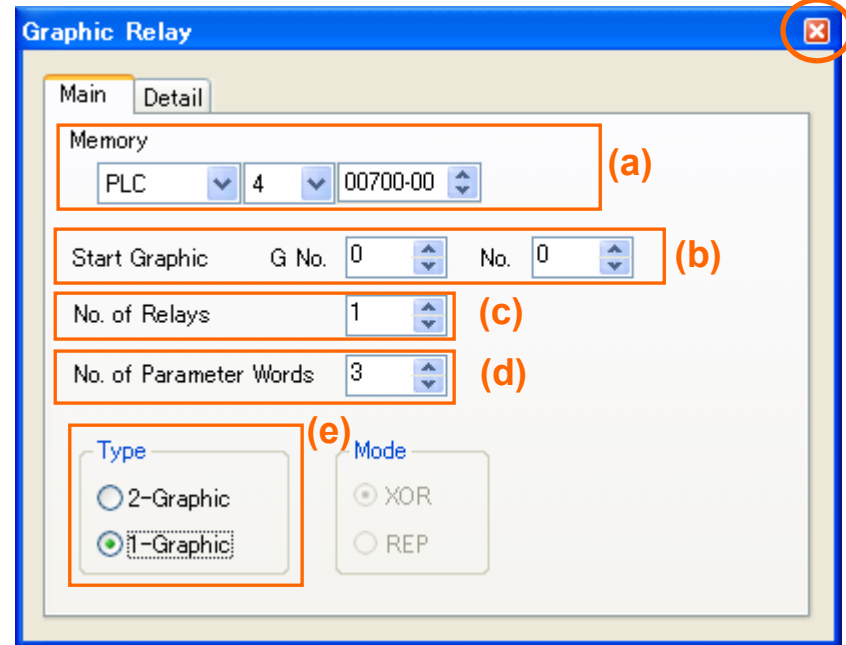 Graphic Relay
Main Detail
Memory
PLC 4 00700-00 (a)
Start Graphic G No. 0 No. 0 (b)
No. of Relays 1 (c)
No. of Parameter Words 3 (d)
(e)
Type Mode
2-Graphic XOR
1-Graphic REP